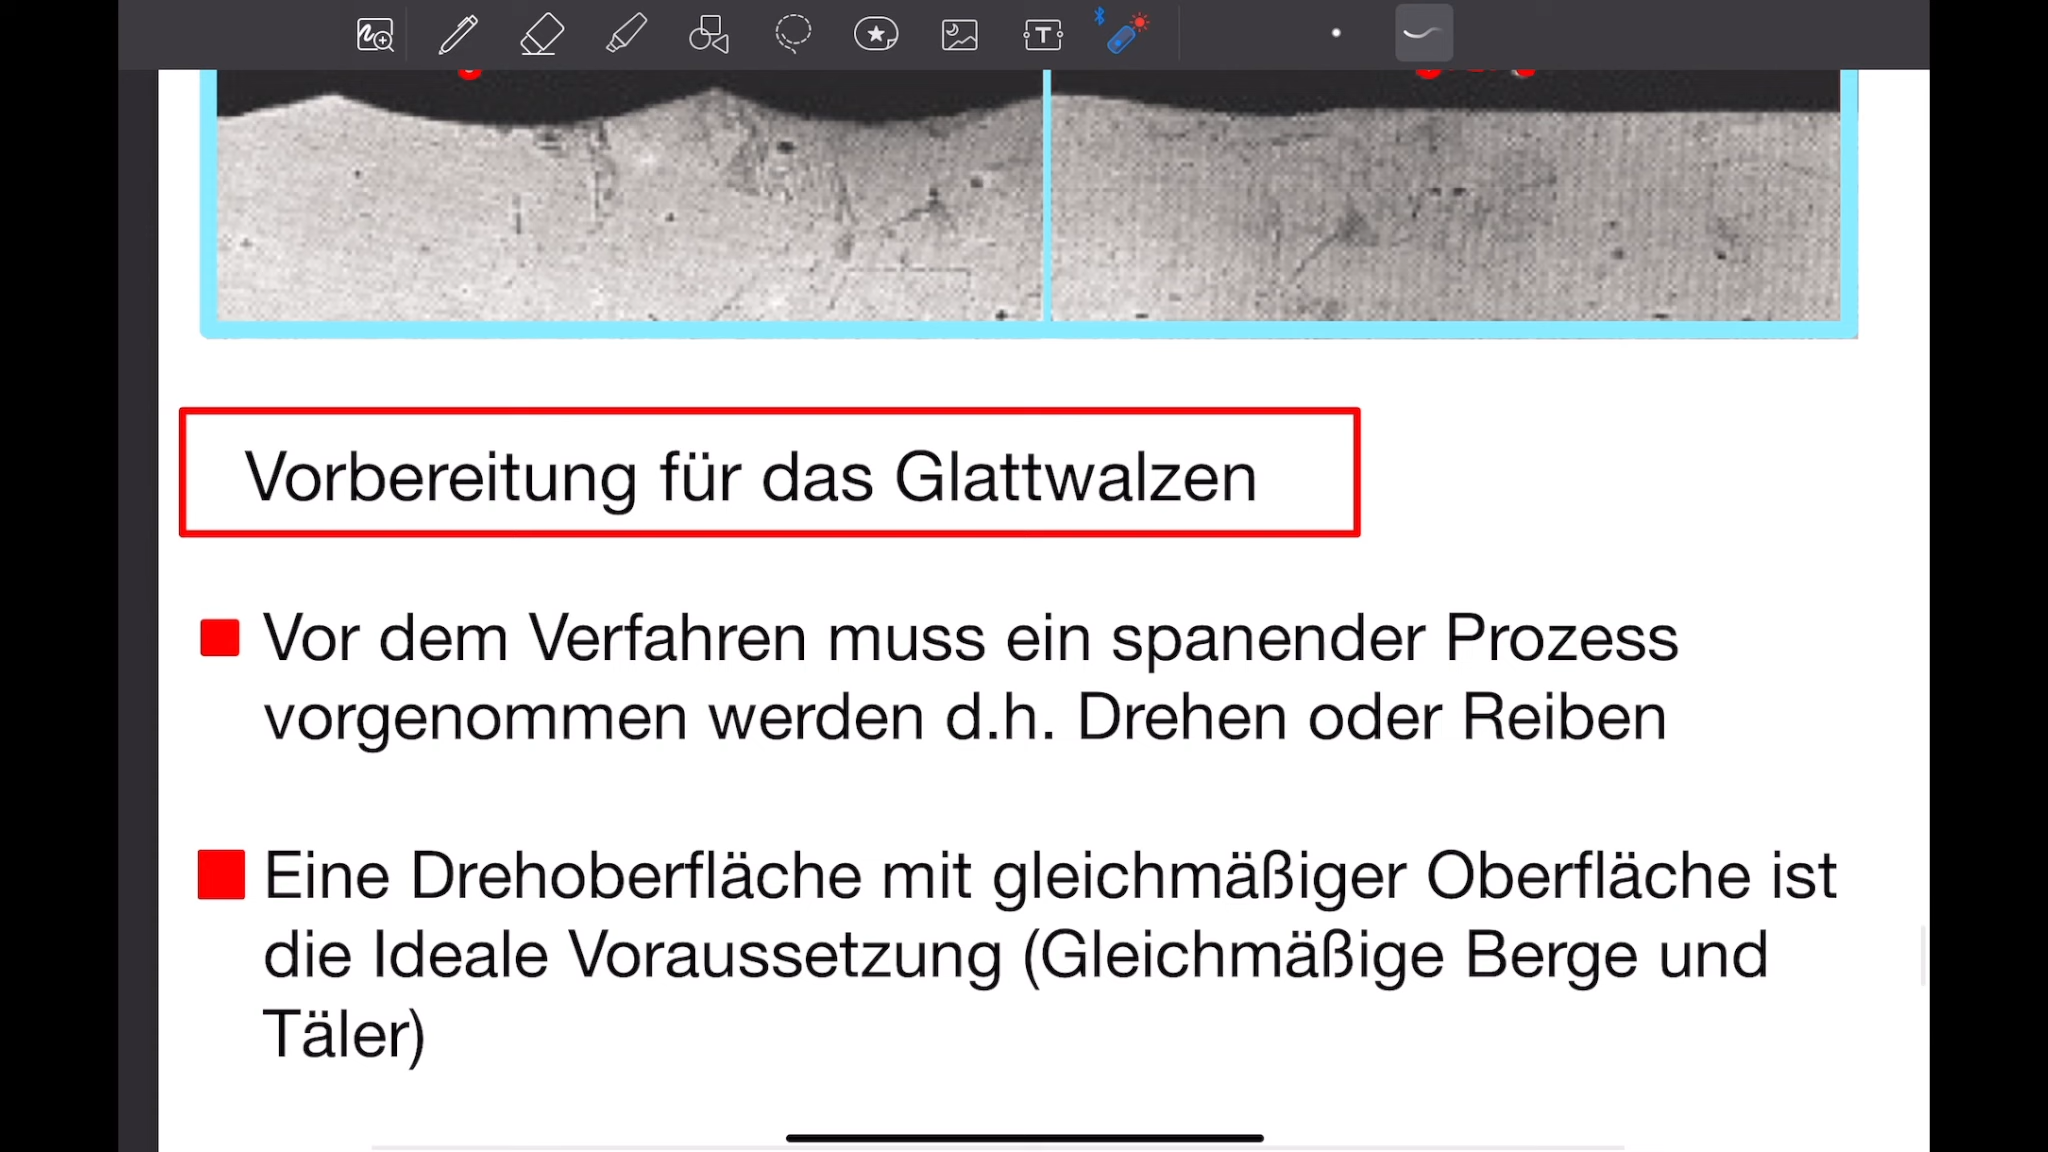 Vorbereitung für das Glattwalzen
Vor dem Verfahren muss ein spanender Prozess
vorgenommen werden d.h. Drehen oder Reiben
Eine Drehoberfläche mit gleichmäßiger Oberfläche ist
die Ideale Voraussetzung (Gleichmäßige Berge und
Täler)